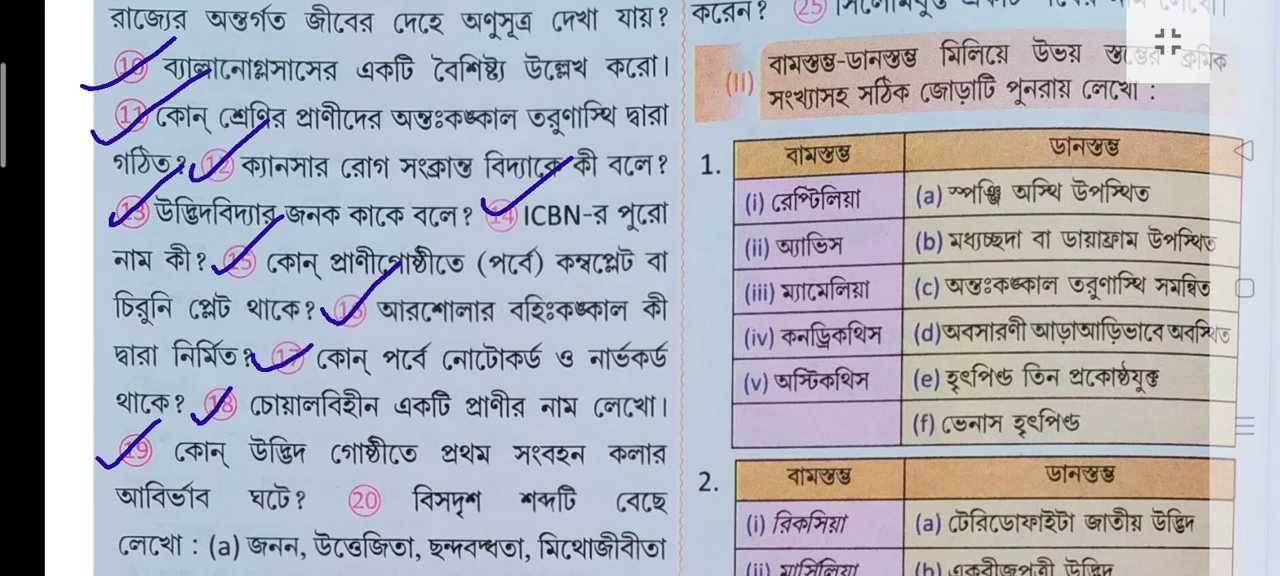 রাজ্যের অন্তর্গত জীবের দেহে অণুসূত্র দেখা যায়?
10 ব্যালানোগ্লসাসের একটি বৈশিষ্ট্য উল্লেখ করো।
11 কোন্ শ্রেণির প্রাণীদের অন্তঃকঙ্কাল তরুণাস্থি দ্বারা
গঠিত? 12 ক্যানসার রোগ সংক্রান্ত বিদ্যাকে কী বলে?
13 উদ্ভিদবিদ্যার জনক কাকে বলে? 14 ICBN-র পুরো
নাম কী? 15 কোন্ প্রাণীগোষ্ঠীতে (পর্বে) কম্বপ্লেট বা
চিরুনি প্লেট থাকে? 16 আরশোলার বহিঃকঙ্কাল কী
দ্বারা নির্মিত? 17 কোন্ পর্বে নোটোকর্ড ও নার্ভকর্ড
থাকে? 18 চোয়ালবিহীন একটি প্রাণীর নাম লেখো।
19 কোন্ উদ্ভিদ গোষ্ঠীতে প্রথম সংবহন কলার
আবির্ভাব ঘটে? 20 বিসদৃশ শব্দটি বেছে
লেখো : (a) জনন, উত্তেজিতা, ছন্দবদ্ধতা, মিথোজীবীতা
করেন? 25
(II) বামস্তম্ভ-ডানস্তম্ভ মিলিয়ে উভয় স্তম্ভের ক্রমিক
সংখ্যাসহ সঠিক জোড়াটি পুনরায় লেখো :
1. বামস্তম্ভ ডানস্তম্ভ
(i) রেপ্টিলিয়া (a) স্পঞ্জি অস্থি উপস্থিত
(ii) অ্যাভিস (b) মধ্যচ্ছদা বা ডায়াফ্রাম উপস্থিত
(iii) ম্যামেলিয়া (c) অন্তঃকঙ্কাল তরুণাস্থি সমন্বিত
(iv) কনড্রিকথিস (d) অবসারণী আড়াআড়িভাবে অবস্থিত
(v) অস্টিকথিস (e) হৃৎপিণ্ড তিন প্রকোষ্ঠযুক্ত
(f) ভেনাস হৃৎপিণ্ড
2. বামস্তম্ভ ডানস্তম্ভ
(i) রিকসিয়া (a) টেরিডোফাইটা জাতীয় উদ্ভিদ
(ii) মার্সিলিয়া (b) একবীজপত্রী উদ্ভিদ